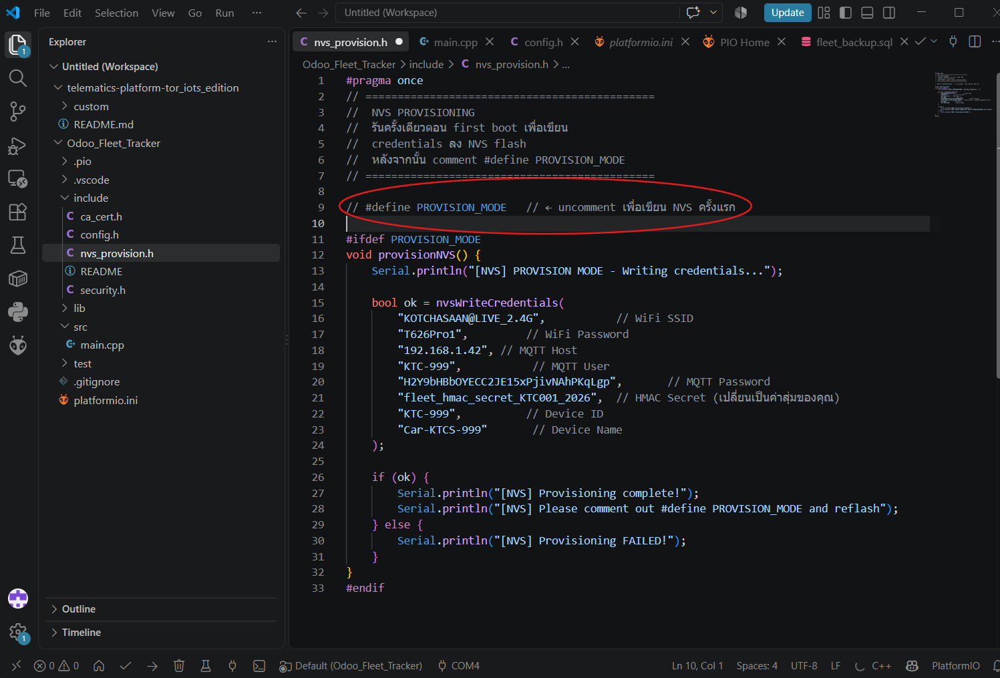 File Edit Selection View Go Run ···
Untitled (Workspace)
Update
Explorer
Untitled (Workspace)
telematics-platform-tor_iots_edition
custom
README.md
Odoo_Fleet_Tracker
.pio
.vscode
include
ca_cert.h
config.h
nvs_provision.h
README
security.h
lib
src
main.cpp
test
.gitignore
platformio.ini
Outline
Timeline
1
1
nvs_provision.h
main.cpp
config.h
platformio.ini
PIO Home
fleet_backup.sql
Odoo_Fleet_Tracker > include > C nvs_provision.h > ...
1 #pragma once
2 // =============================================
3 // NVS PROVISIONING
4 // รันครั้งเดียวตอน first boot เพื่อเขียน
5 // credentials ลง NVS flash
6 // หลังจากนั้น comment #define PROVISION_MODE
7 // =============================================
8
9 // #define PROVISION_MODE // ← uncomment เพื่อเขียน NVS ครั้งแรก
10
11 #ifdef PROVISION_MODE
12 void provisionNVS() {
13 Serial.println("[NVS] PROVISION MODE - Writing credentials...");
14
15 bool ok = nvsWriteCredentials(
16 "KOTCHASAAN@LIVE_2.4G", // WiFi SSID
17 "T626Pro1", // WiFi Password
18 "192.168.1.42", // MQTT Host
19 "KTC-999", // MQTT User
20 "H2Y9bHBbOYECC2JE15xPjivNAhPKqLgp", // MQTT Password
21 "fleet_hmac_secret_KTC001_2026", // HMAC Secret (เปลี่ยนเป็นค่าสุ่มของคุณ)
22 "KTC-999", // Device ID
23 "Car-KTCS-999" // Device Name
24 );
25
26 if (ok) {
27 Serial.println("[NVS] Provisioning complete!");
28 Serial.println("[NVS] Please comment out #define PROVISION_MODE and reflash");
29 } else {
30 Serial.println("[NVS] Provisioning FAILED!");
31 }
32 }
33 #endif
0 0 Default (Odoo_Fleet_Tracker) COM4 Ln 10, Col 1 Spaces: 4 UTF-8 LF C++ PlatformIO